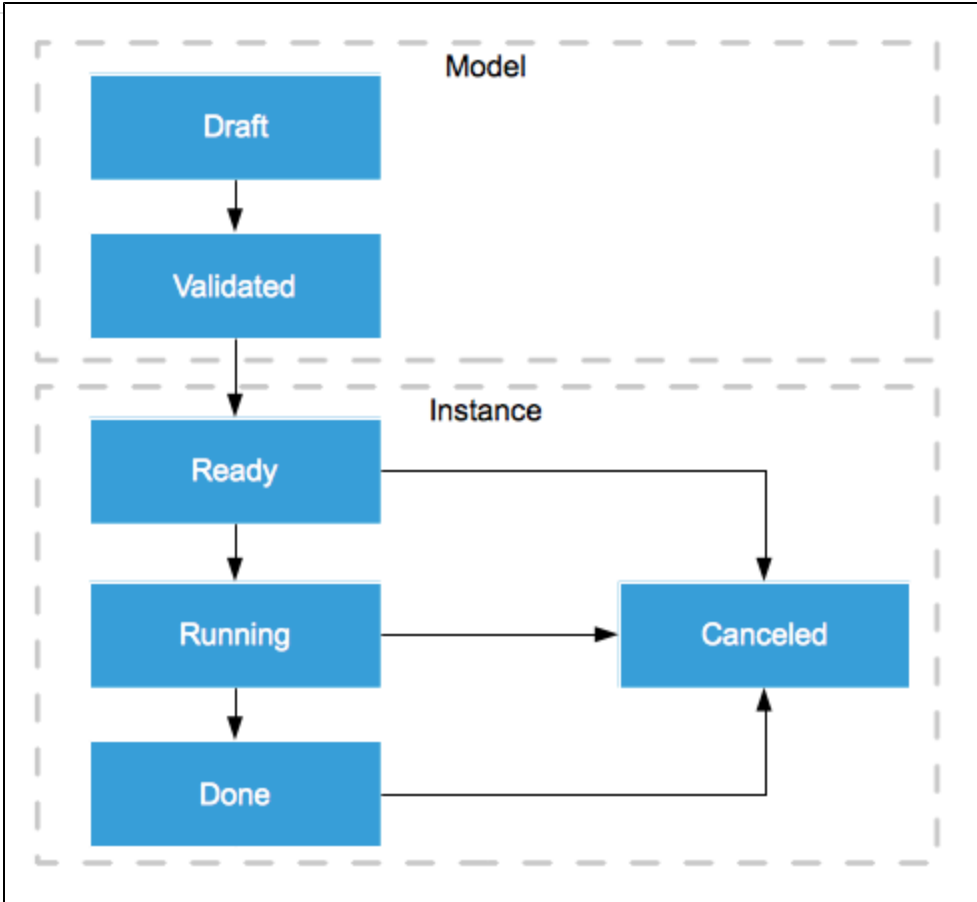 Model
Draft
Validated
Instance
Ready
Running
Canceled
Done